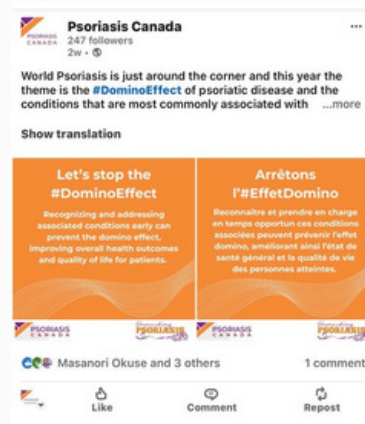 Psoriasis Canada
247 followers
2w •
World Psoriasis is just around the corner and this year the
theme is the #DominoEffect of psoriatic disease and the
conditions that are most commonly associated with ...more
Show translation
Let's stop the
#DominoEffect
Recognizing and addressing
associated conditions early can
prevent the domino effect,
improving overall health outcomes
and quality of life for patients.
PSORIASIS
CANADA
PSORIASIS
Arrêtons
l'#EffetDomino
Reconnaître et prendre en charge
en temps opportun ces conditions
associées peuvent prévenir l'effet
domino, améliorant ainsi l'état de
santé général et la qualité de vie
des personnes atteintes.
PSORIASIS
CANADA
PSORIASIS
Masanori Okuse and 3 others
1 comment
Like
Comment
Repost